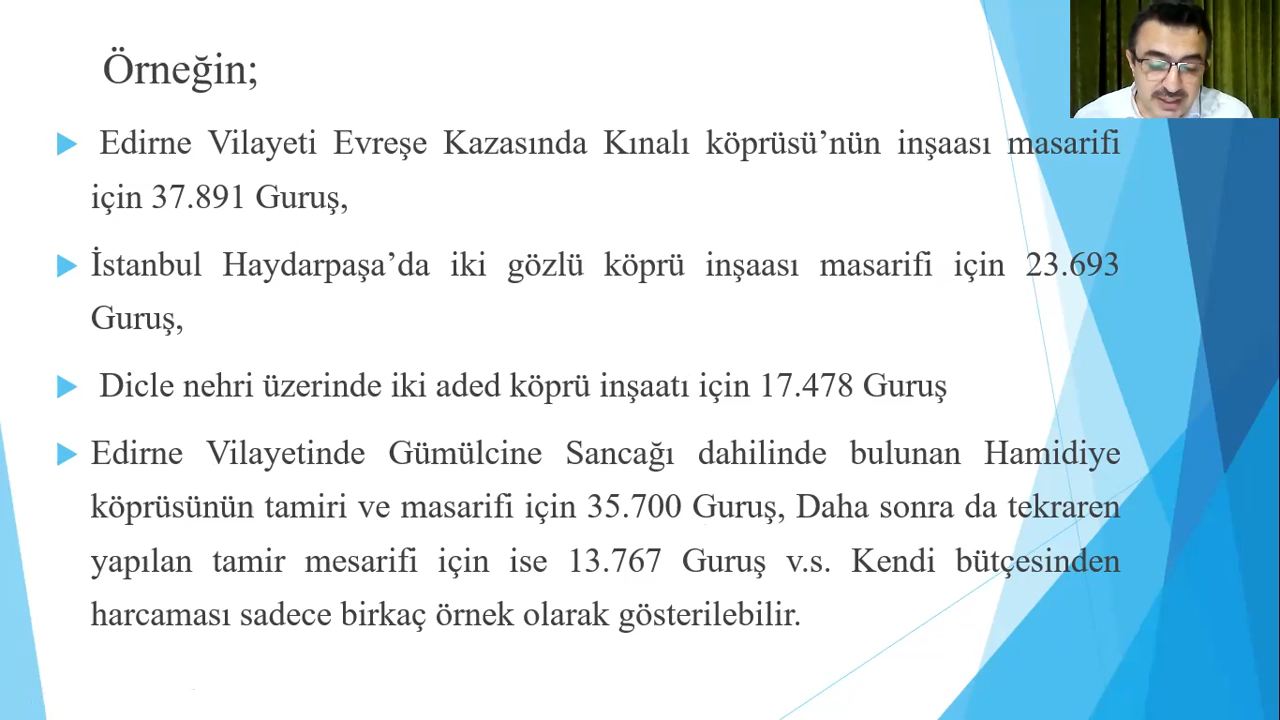 Örneğin;
Edirne Vilayeti Evreşe Kazasında Kınalı köprüsü’nün inşaası masarifi
için 37.891 Guruş,
İstanbul Haydarpaşa’da iki gözlü köprü inşaası masarifi için 23.693
Guruş,
Dicle nehri üzerinde iki aded köprü inşaatı için 17.478 Guruş
Edirne Vilayetinde Gümülcine Sancağı dahilinde bulunan Hamidiye
köprüsünün tamiri ve masarifi için 35.700 Guruş, Daha sonra da tekraren
yapılan tamir mesarifi için ise 13.767 Guruş v.s. Kendi bütçesinden
harcaması sadece birkaç örnek olarak gösterilebilir.